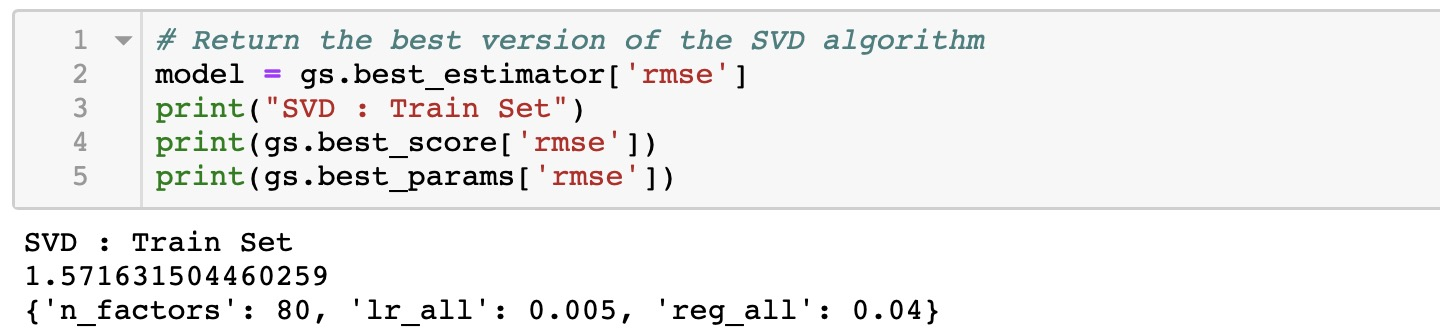 1 # Return the best version of the SVD algorithm
2 model = gs.best_estimator['rmse']
3 print("SVD : Train Set")
4 print(gs.best_score['rmse'])
5 print(gs.best_params['rmse'])
SVD : Train Set
1.571631504460259
{'n_factors': 80, 'lr_all': 0.005, 'reg_all': 0.04}